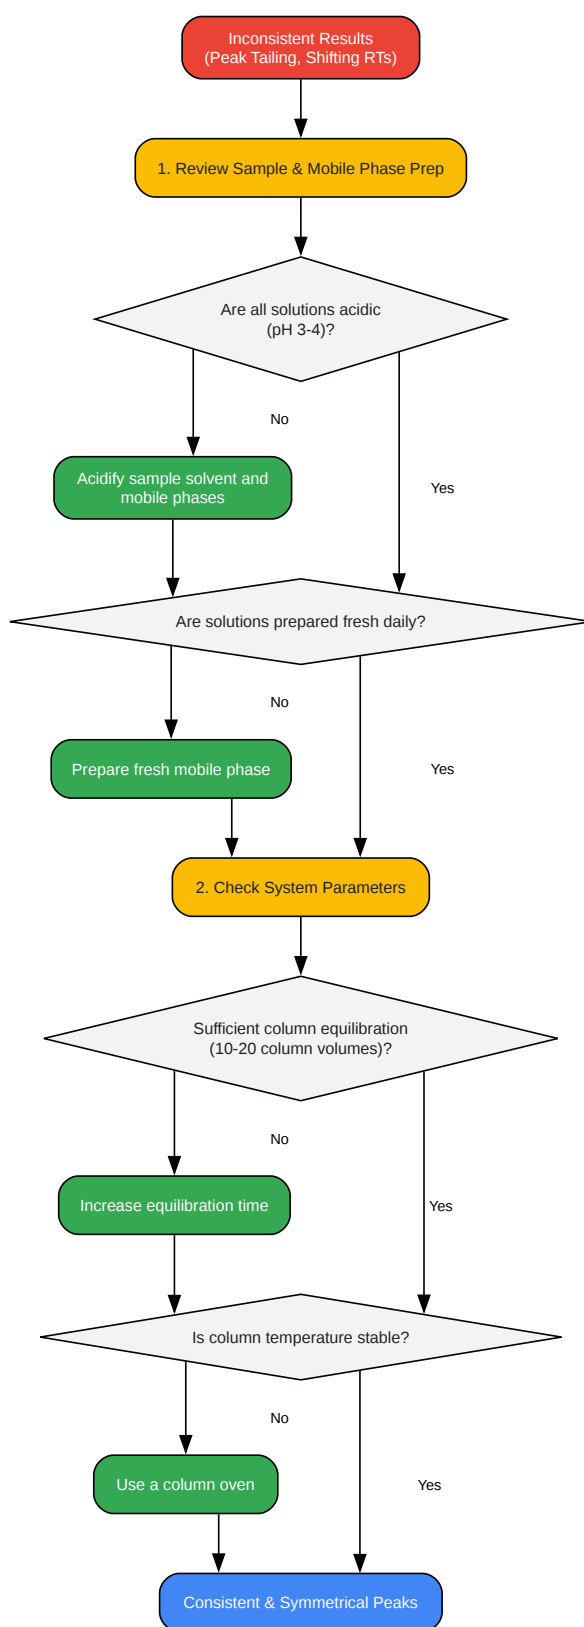 Inconsistent Results
(Peak Tailing, Shifting RTs)
1. Review Sample & Mobile Phase Prep
Are all solutions acidic
(pH 3-4)?
No
Acidify sample solvent and
mobile phases
Yes
Are solutions prepared fresh daily?
No
Prepare fresh mobile phase
Yes
2. Check System Parameters
Sufficient column equilibration
(10-20 column volumes)?
No
Increase equilibration time
Yes
Is column temperature stable?
No
Use a column oven
Yes
Consistent & Symmetrical Peaks